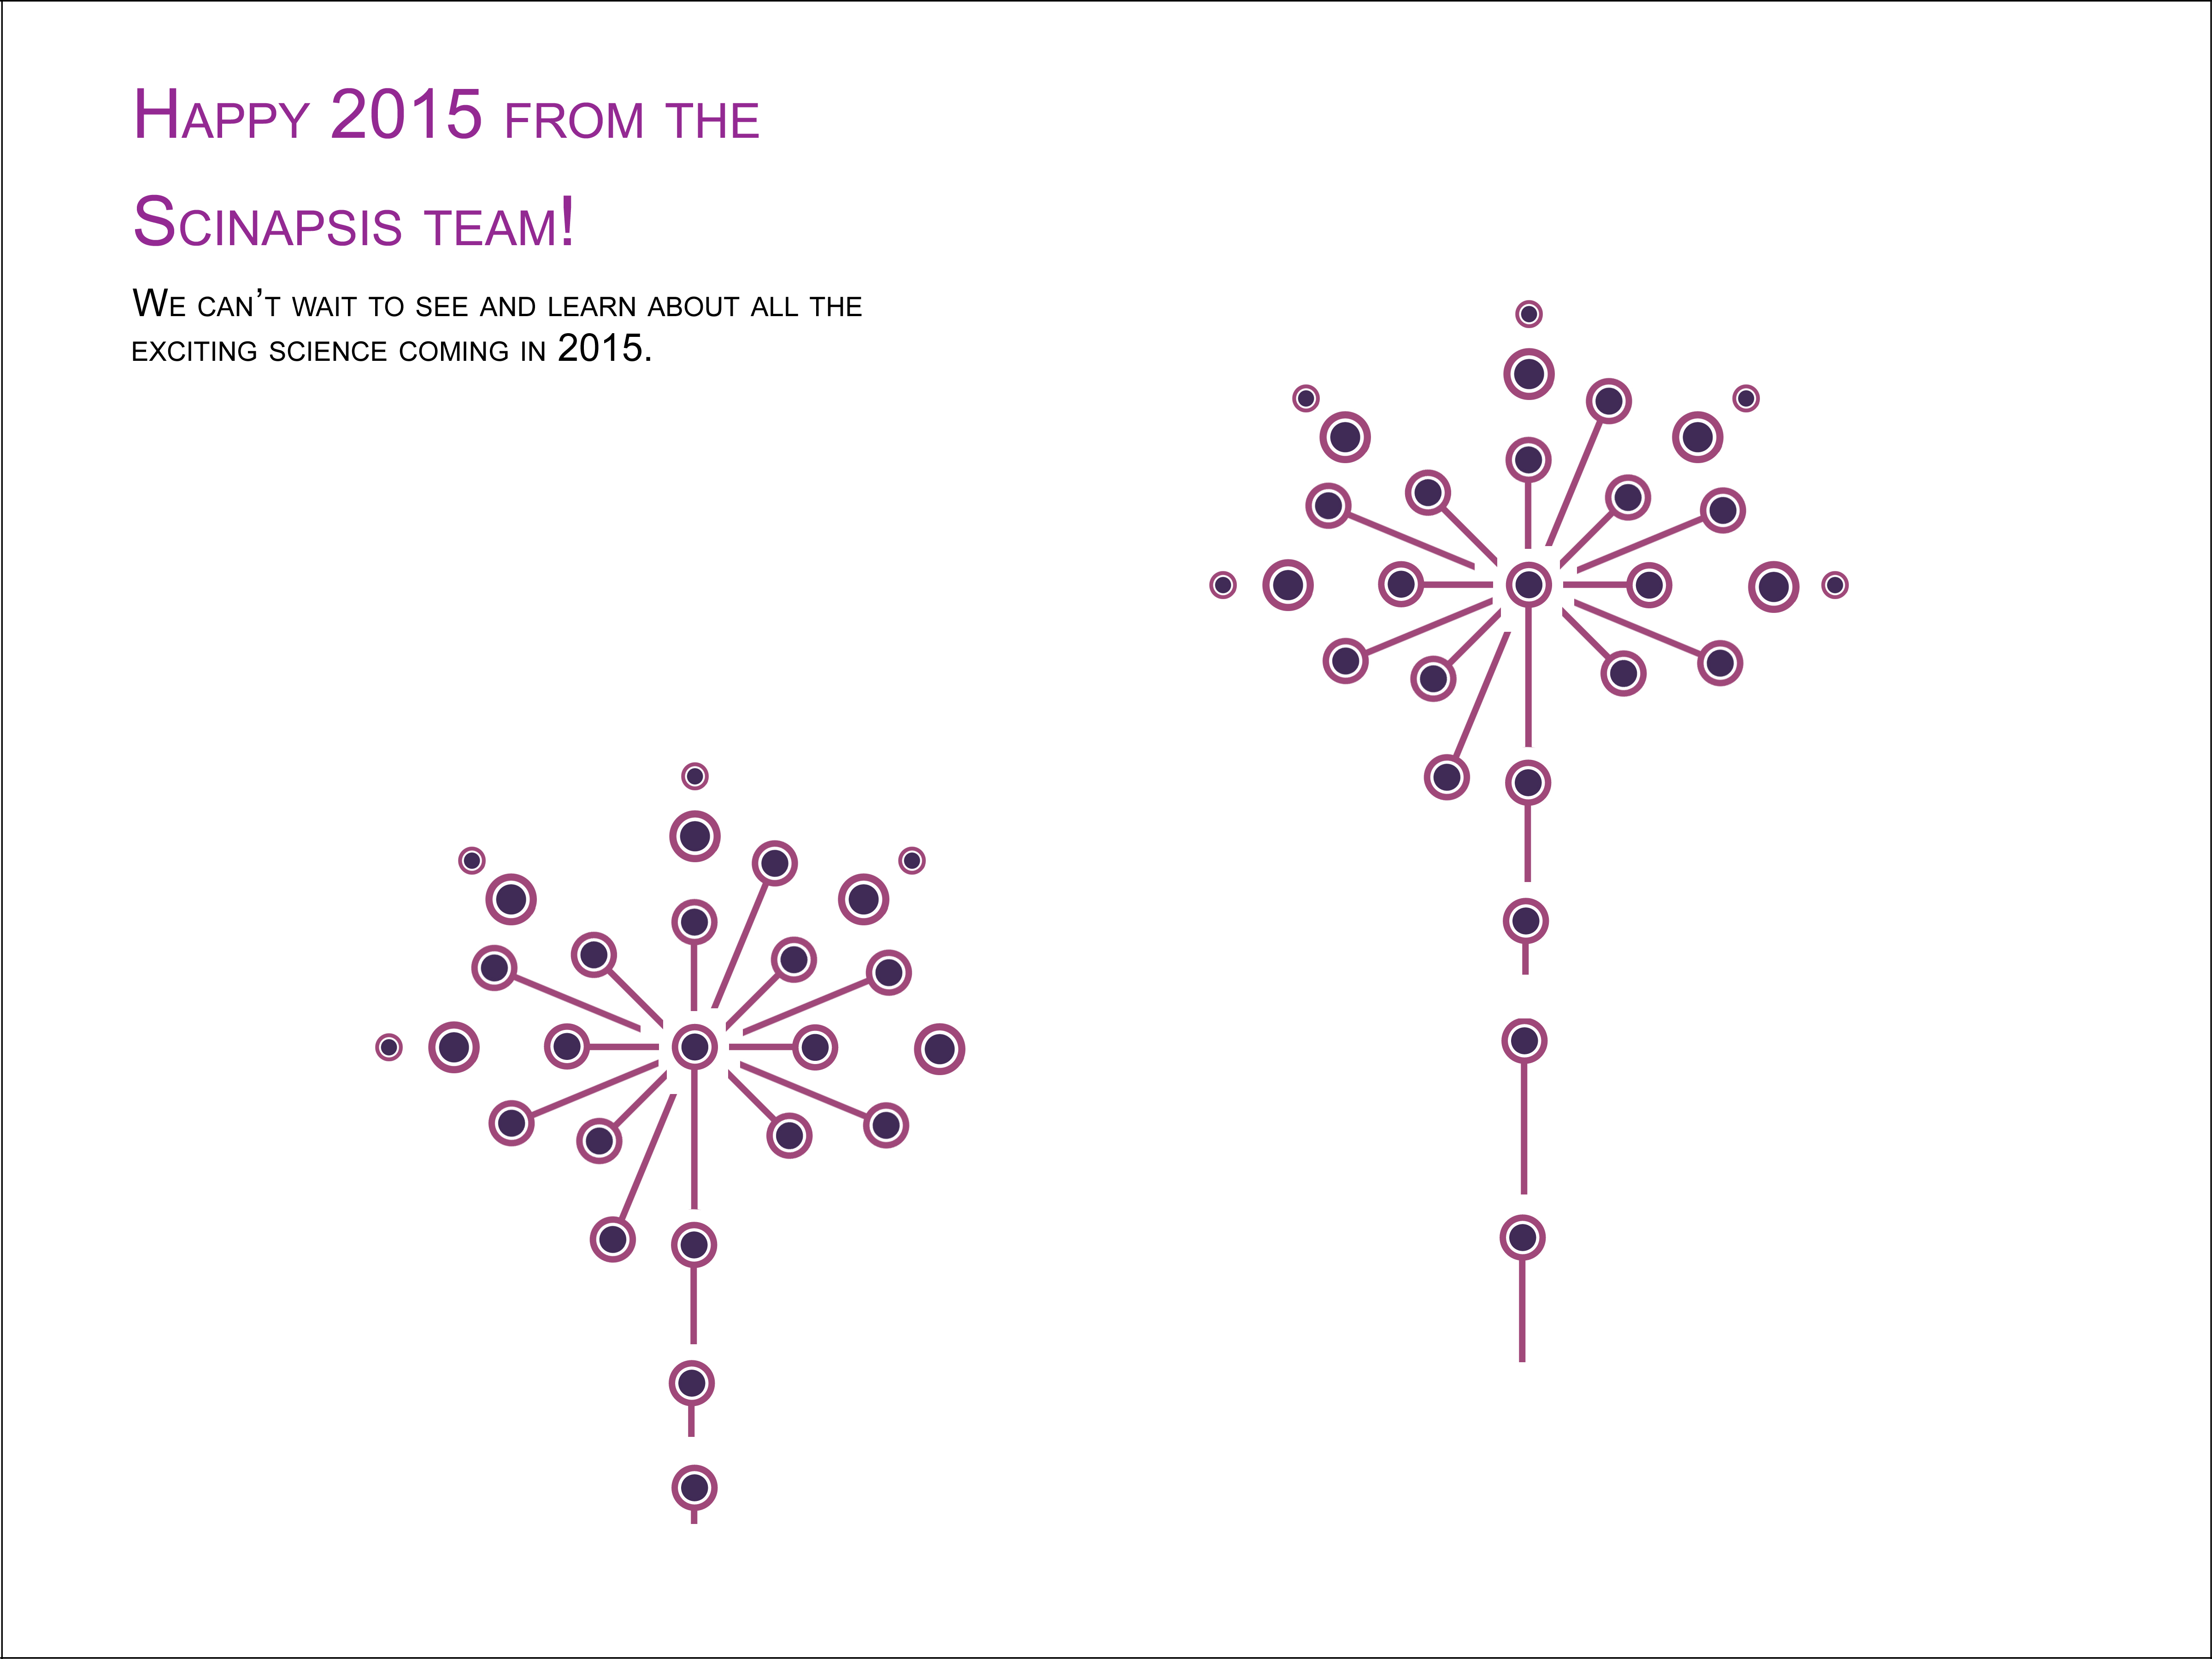 Happy 2015 from the
Scinapsis team!
We can’t wait to see and learn about all the
exciting science coming in 2015.